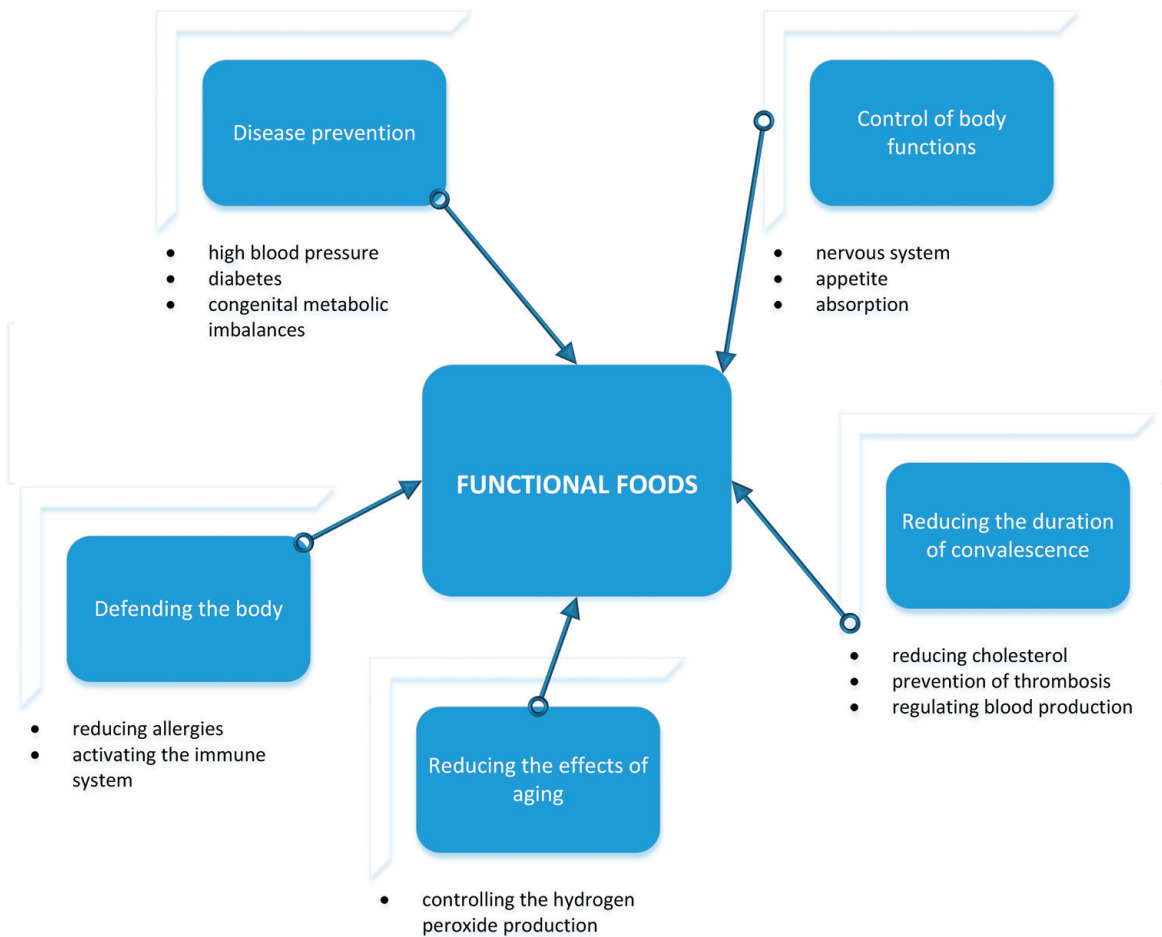 Disease prevention
• high blood pressure
• diabetes
• congenital metabolic
imbalances
Control of body
functions
• nervous system
• appetite
• absorption
FUNCTIONAL FOODS
Defending the body
• reducing allergies
• activating the immune
system
Reducing the effects of
aging
• controlling the hydrogen
peroxide production
Reducing the duration
of convalescence
• reducing cholesterol
• prevention of thrombosis
• regulating blood production